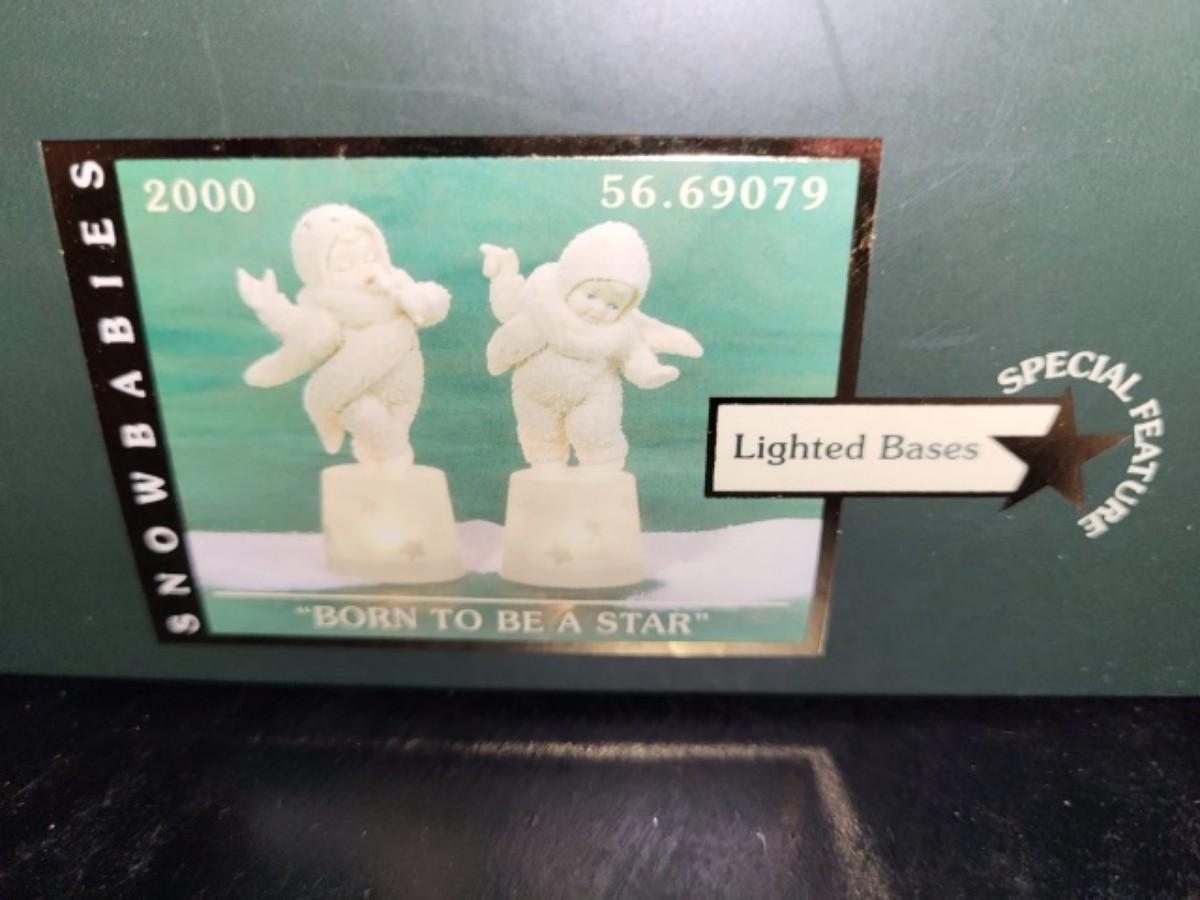 SNOWBABIES
2000
56.69079
Lighted Bases
SPECIAL FEATURE
"BORN TO BE A STAR"